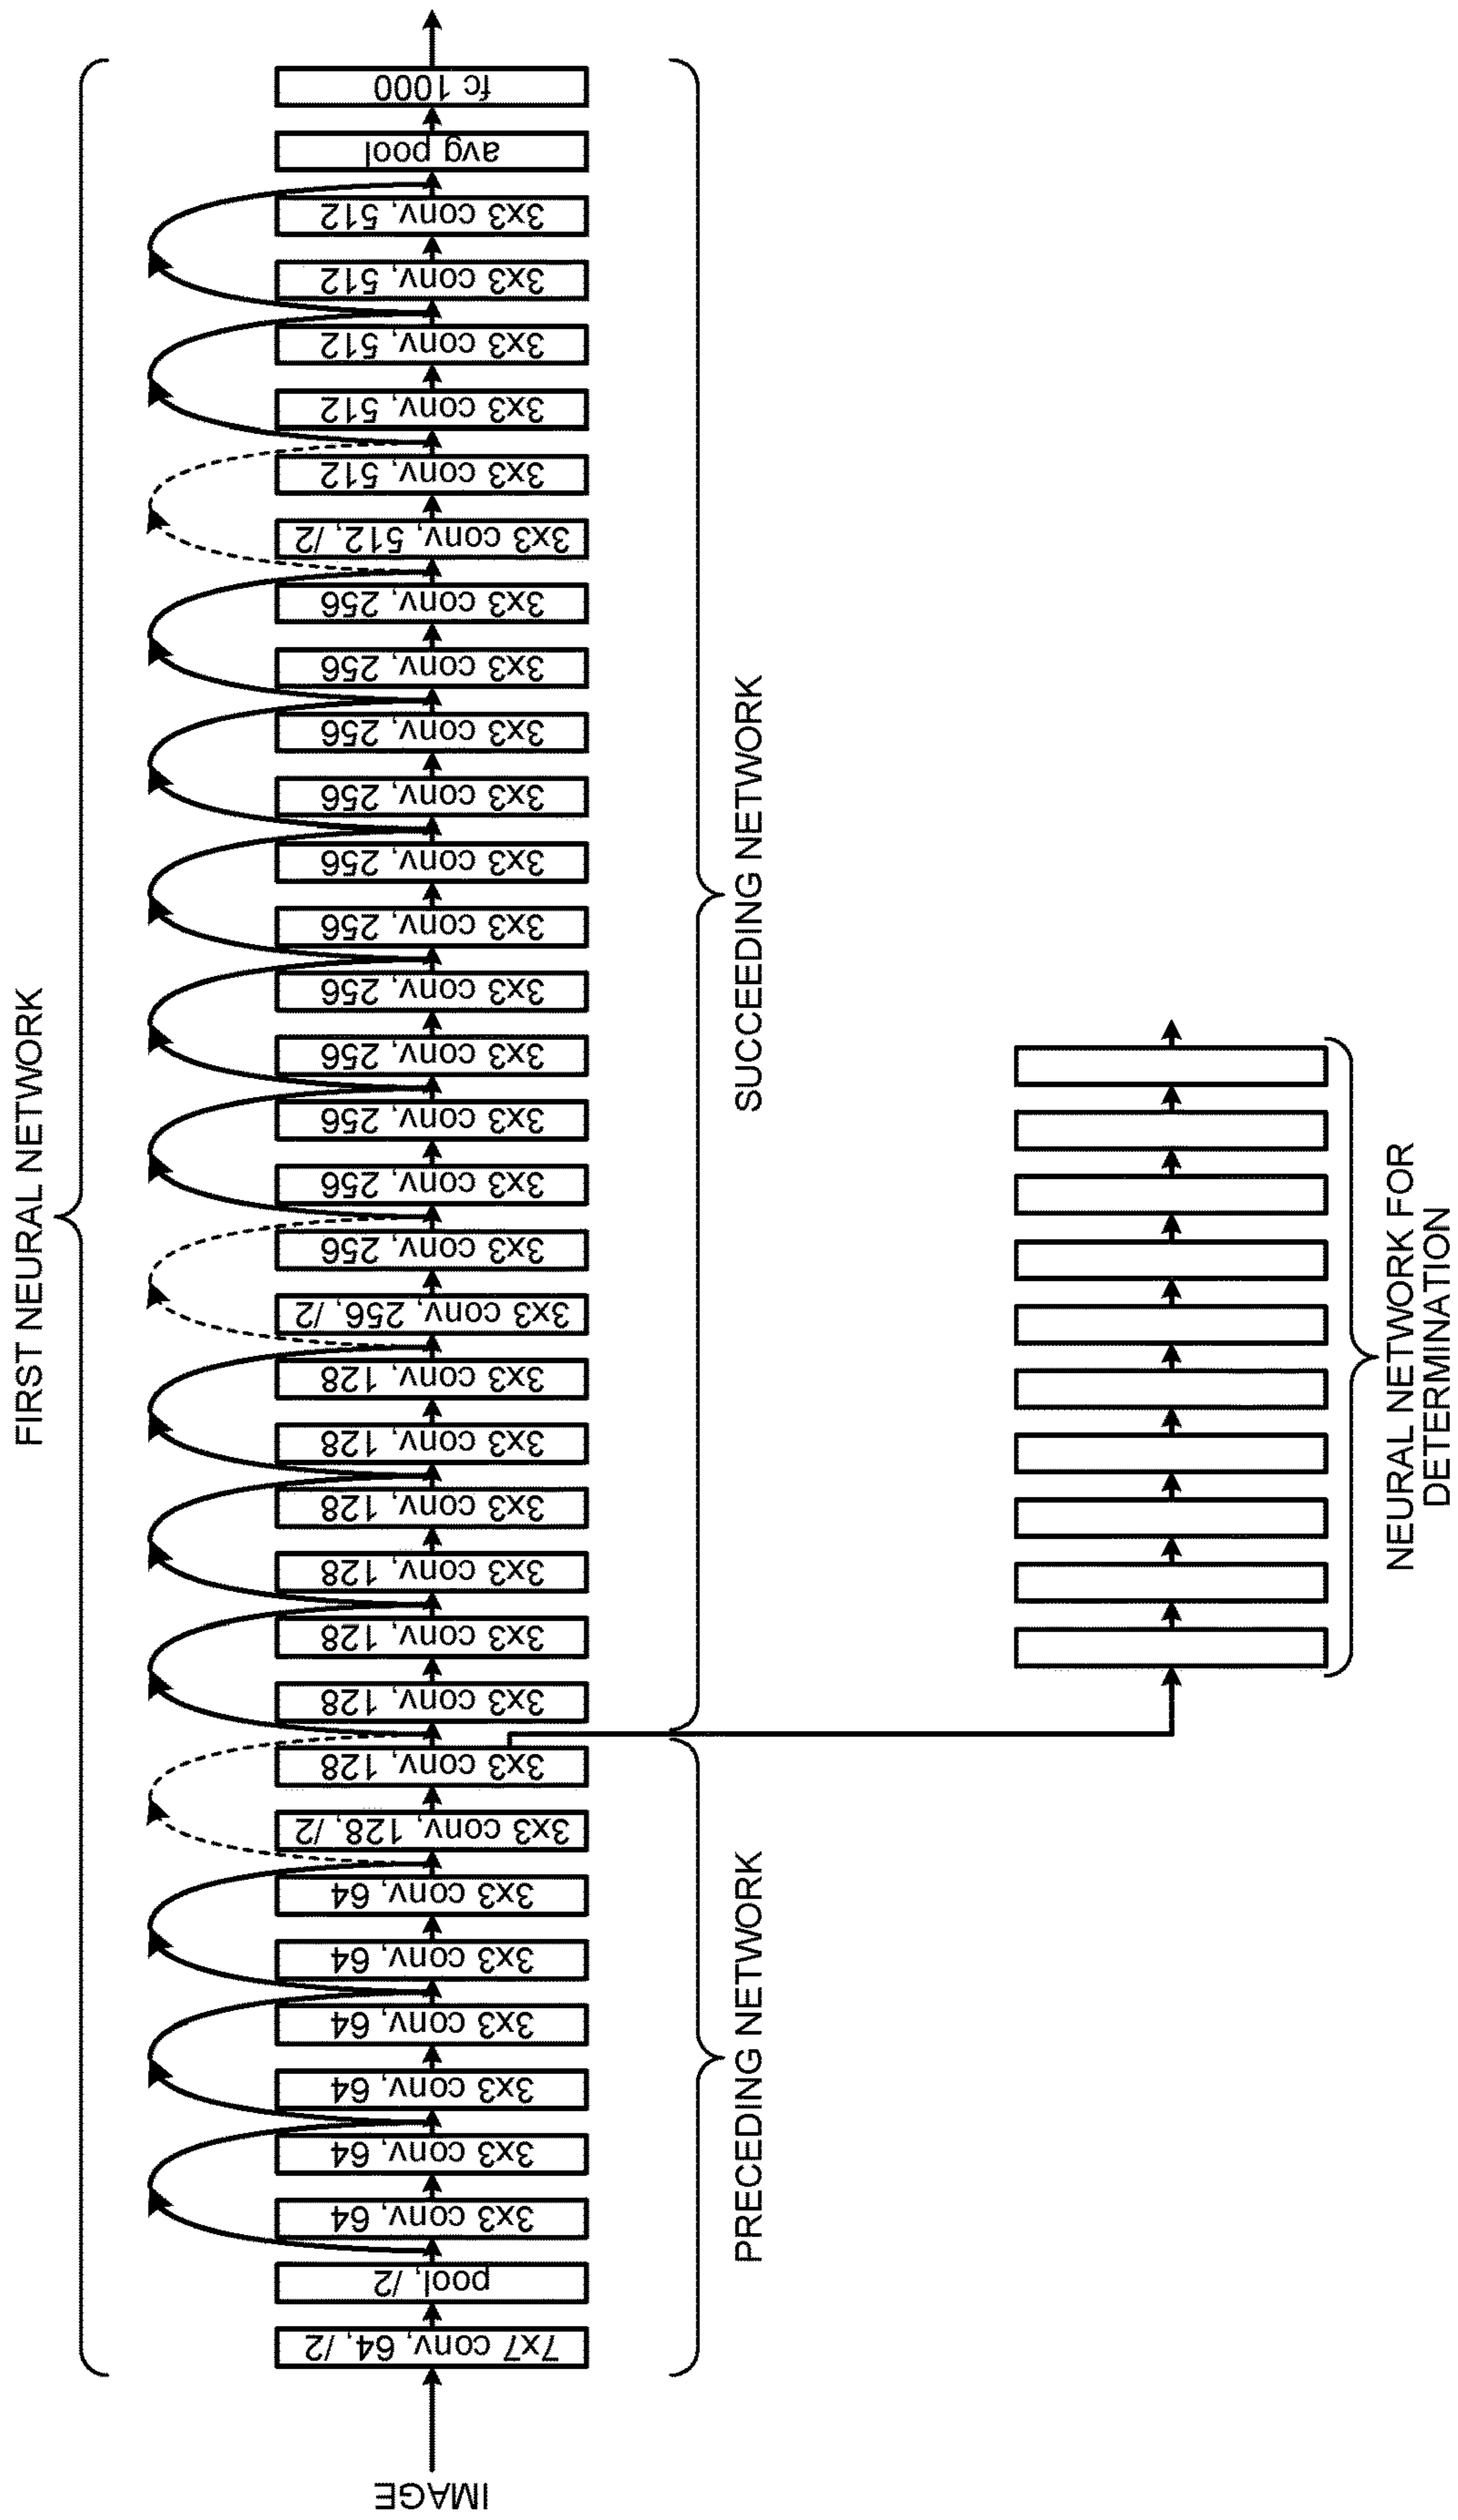 FIRST NEURAL NETWORK
IMAGE
7x7 conv, 64, /2
pool, /2
3x3 conv, 64
3x3 conv, 64
3x3 conv, 64
3x3 conv, 64
3x3 conv, 64
3x3 conv, 64
3x3 conv, 128, /2
3x3 conv, 128
3x3 conv, 128
3x3 conv, 128
3x3 conv, 128
3x3 conv, 128
3x3 conv, 128
3x3 conv, 128
3x3 conv, 256, /2
3x3 conv, 256
3x3 conv, 256
3x3 conv, 256
3x3 conv, 256
3x3 conv, 256
3x3 conv, 256
3x3 conv, 256
3x3 conv, 256
3x3 conv, 256
3x3 conv, 256
3x3 conv, 256
3x3 conv, 512, /2
3x3 conv, 512
3x3 conv, 512
3x3 conv, 512
3x3 conv, 512
3x3 conv, 512
avg pool
fc 1000
PRECEDING NETWORK
SUCCEEDING NETWORK
NEURAL NETWORK FOR
DETERMINATION